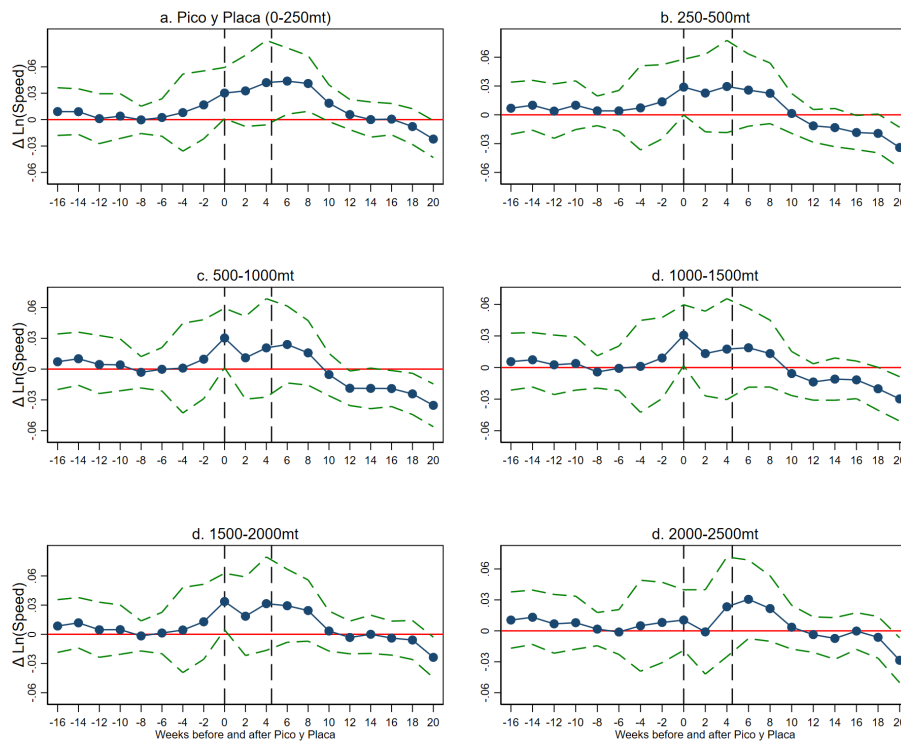 a. Pico y Placa (0-250mt)
Δ Ln(Speed)
.06
.03
0
-.03
-.06
-16 -14 -12 -10 -8 -6 -4 -2 0 2 4 6 8 10 12 14 16 18 20
b. 250-500mt
.06
.03
0
-.03
-.06
-16 -14 -12 -10 -8 -6 -4 -2 0 2 4 6 8 10 12 14 16 18 20
c. 500-1000mt
Δ Ln(Speed)
.06
.03
0
-.03
-.06
-16 -14 -12 -10 -8 -6 -4 -2 0 2 4 6 8 10 12 14 16 18 20
d. 1000-1500mt
.06
.03
0
-.03
-.06
-16 -14 -12 -10 -8 -6 -4 -2 0 2 4 6 8 10 12 14 16 18 20
d. 1500-2000mt
Δ Ln(Speed)
.06
.03
0
-.03
-.06
-16 -14 -12 -10 -8 -6 -4 -2 0 2 4 6 8 10 12 14 16 18 20
Weeks before and after Pico y Placa
d. 2000-2500mt
.06
.03
0
-.03
-.06
-16 -14 -12 -10 -8 -6 -4 -2 0 2 4 6 8 10 12 14 16 18 20
Weeks before and after Pico y Placa